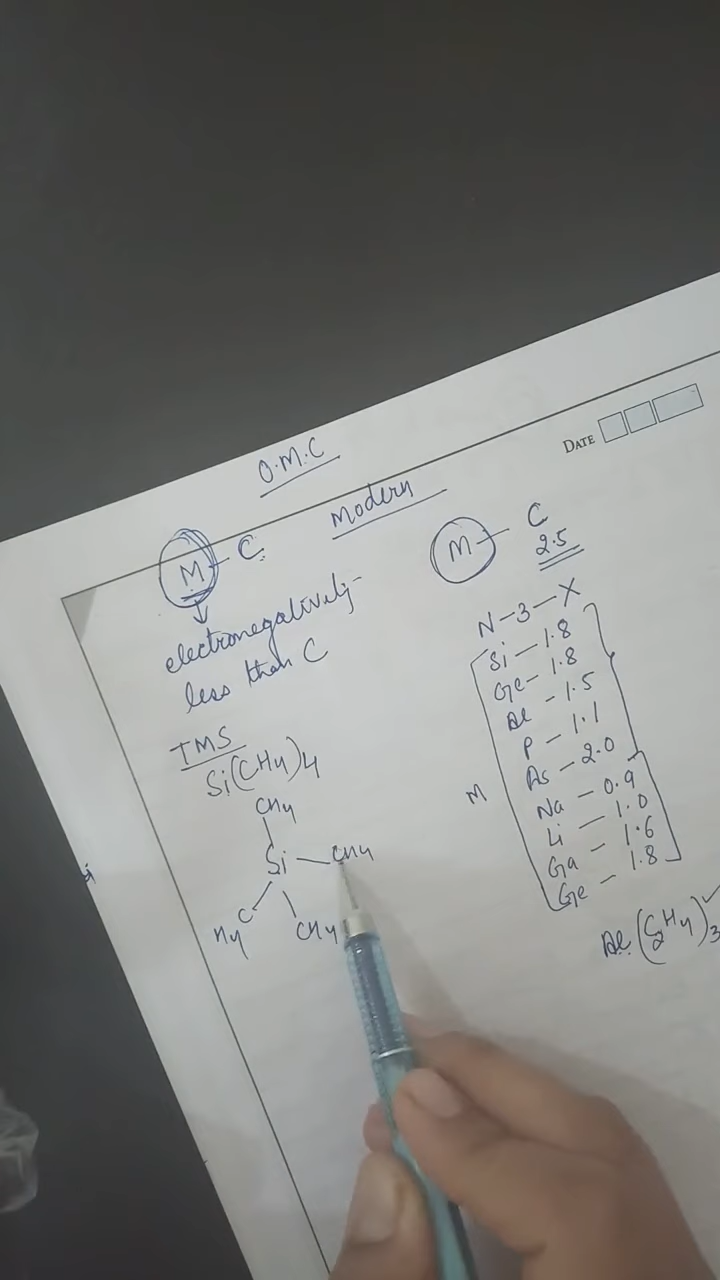 O.M.C
DATE
Modern
M - C
electronegatively
less than C
TMS
Si(CH4)4
CH4
Si — CH4
H4C
CH4
M - C
2.5
N - 3 - X
Si - 1.8
Ge - 1.8
Al - 1.5
P - 1.1
As - 2.0
Na - 0.9
Li - 1.0
Ga - 1.6
Ge - 1.8
M
Al(C2H4)3